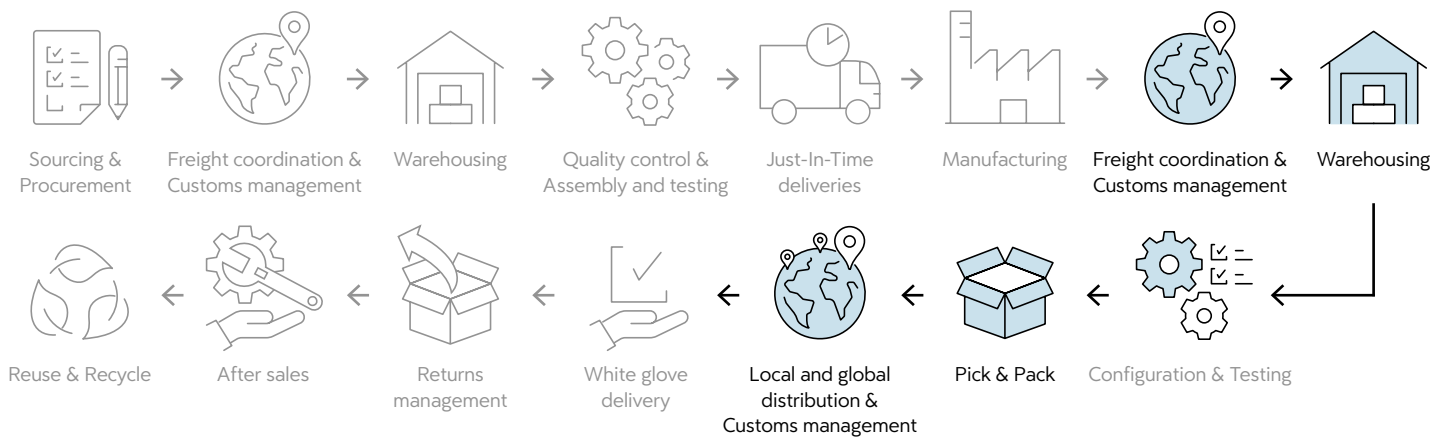 Sourcing &
Procurement
Freight coordination &
Customs management
Warehousing
Quality control &
Assembly and testing
Just-In-Time
deliveries
Manufacturing
Freight coordination &
Customs management
Warehousing
Reuse & Recycle
After sales
Returns
management
White glove
delivery
Local and global
distribution &
Customs management
Pick & Pack
Configuration & Testing